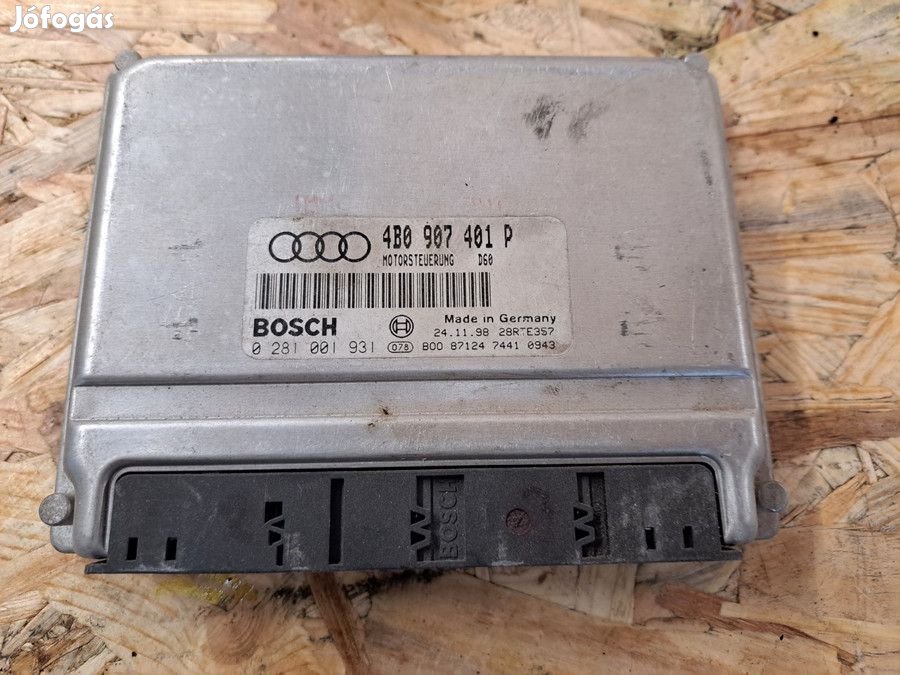 Jófogás
4B0 907 401 P
MOTORSTEUERUNG D60
Made in Germany
BOSCH 24.11.98 28RTE357
0 281 001 931 078 B00 87124 7441 0943
BOSCH